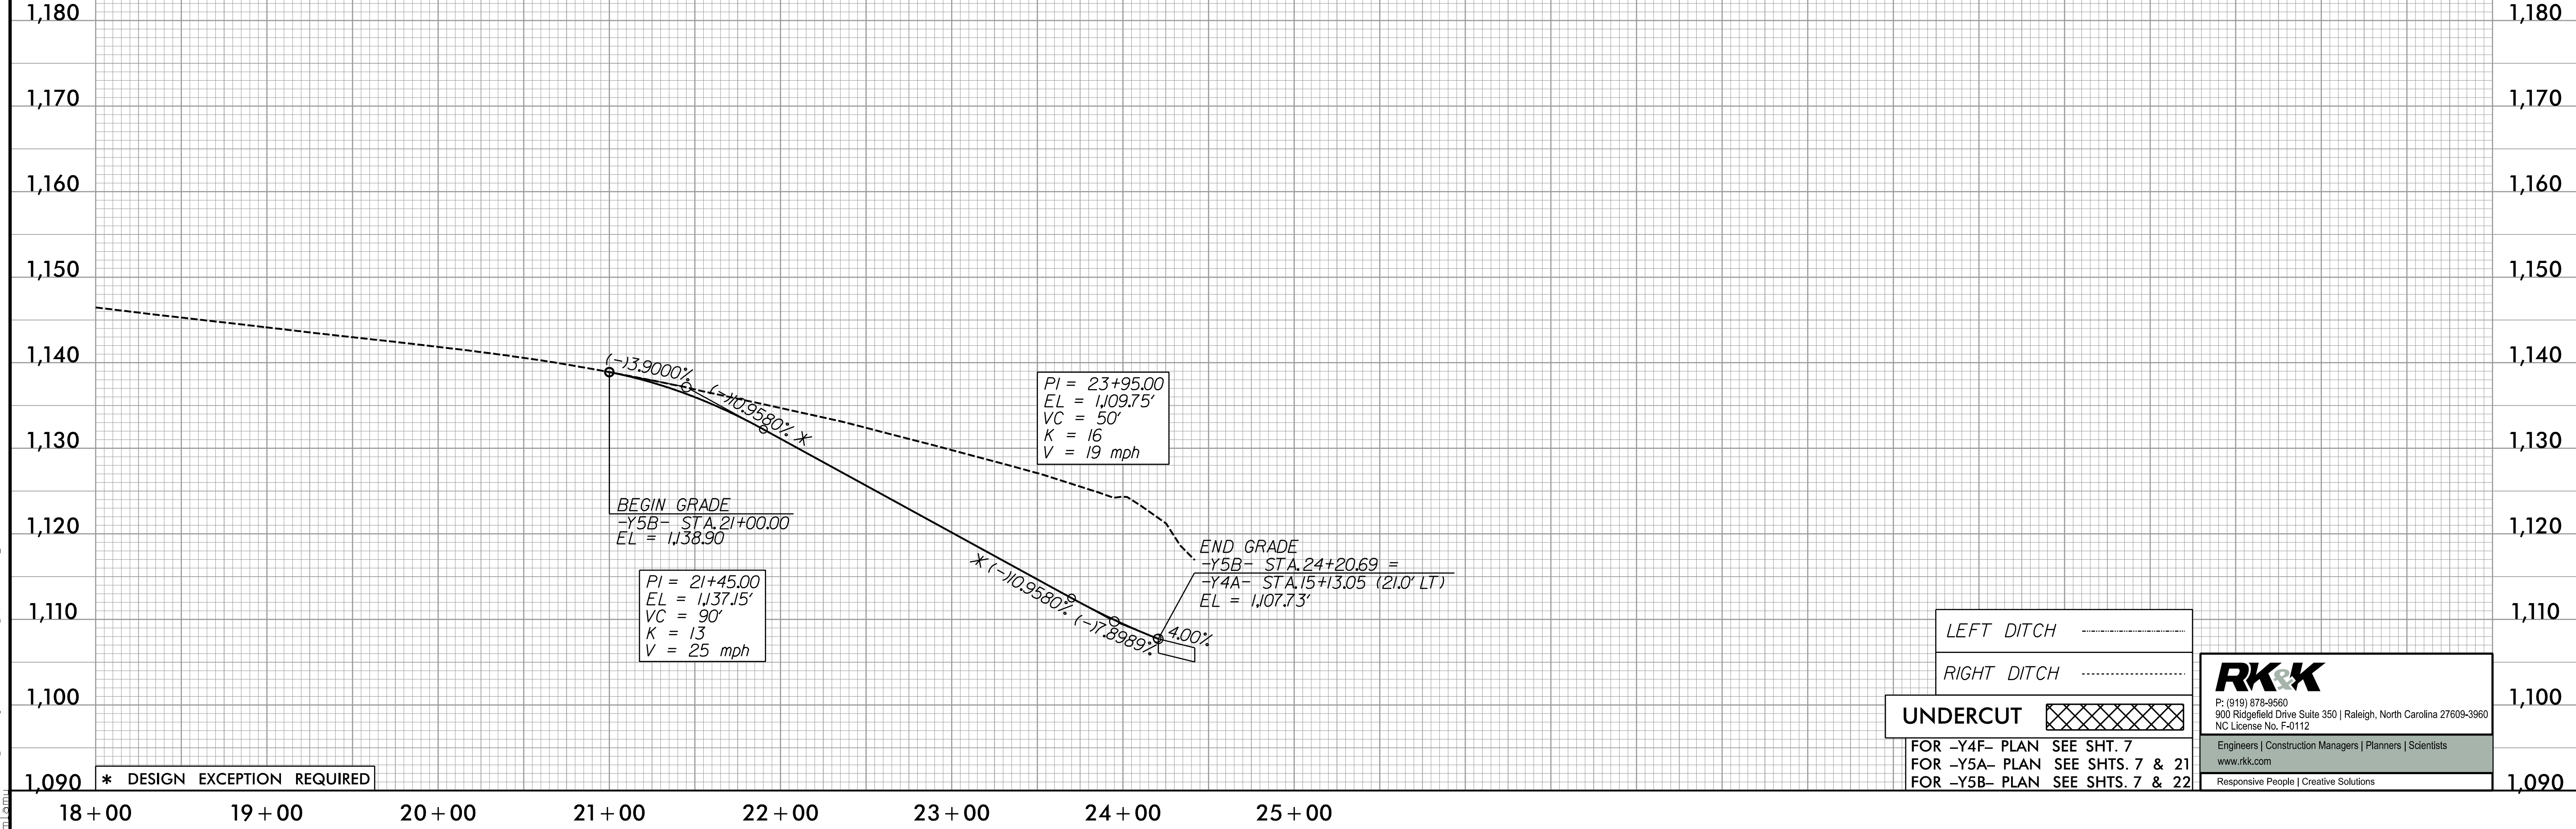 1,180
1,180
1,170
1,170
1,160
1,160
1,150
1,150
1,140
1,140
(-)3.9000%
(-)10.9580% *
PI = 23+95.00
EL = 1,109.75'
VC = 50'
K = 16
V = 19 mph
1,130
1,130
BEGIN GRADE
-Y5B- STA.21+00.00
EL = 1,138.90
1,120
1,120
END GRADE
-Y5B- STA.24+20.69 =
-Y4A- STA.15+13.05 (21.0' LT)
EL = 1,107.73'
* (-)10.9580%
(-)7.8989%
4.00%
PI = 21+45.00
EL = 1,137.15'
VC = 90'
K = 13
V = 25 mph
1,110
1,110
LEFT DITCH
RIGHT DITCH
1,100
1,100
UNDERCUT
FOR -Y4F- PLAN SEE SHT. 7
FOR -Y5A- PLAN SEE SHTS. 7 & 21
FOR -Y5B- PLAN SEE SHTS. 7 & 22
RK&K
P: (919) 878-9560
900 Ridgefield Drive Suite 350 | Raleigh, North Carolina 27609-3960
NC License No. F-0112
Engineers | Construction Managers | Planners | Scientists
www.rkk.com
Responsive People | Creative Solutions
1,090
* DESIGN EXCEPTION REQUIRED
1,090
18+00
19+00
20+00
21+00
22+00
23+00
24+00
25+00